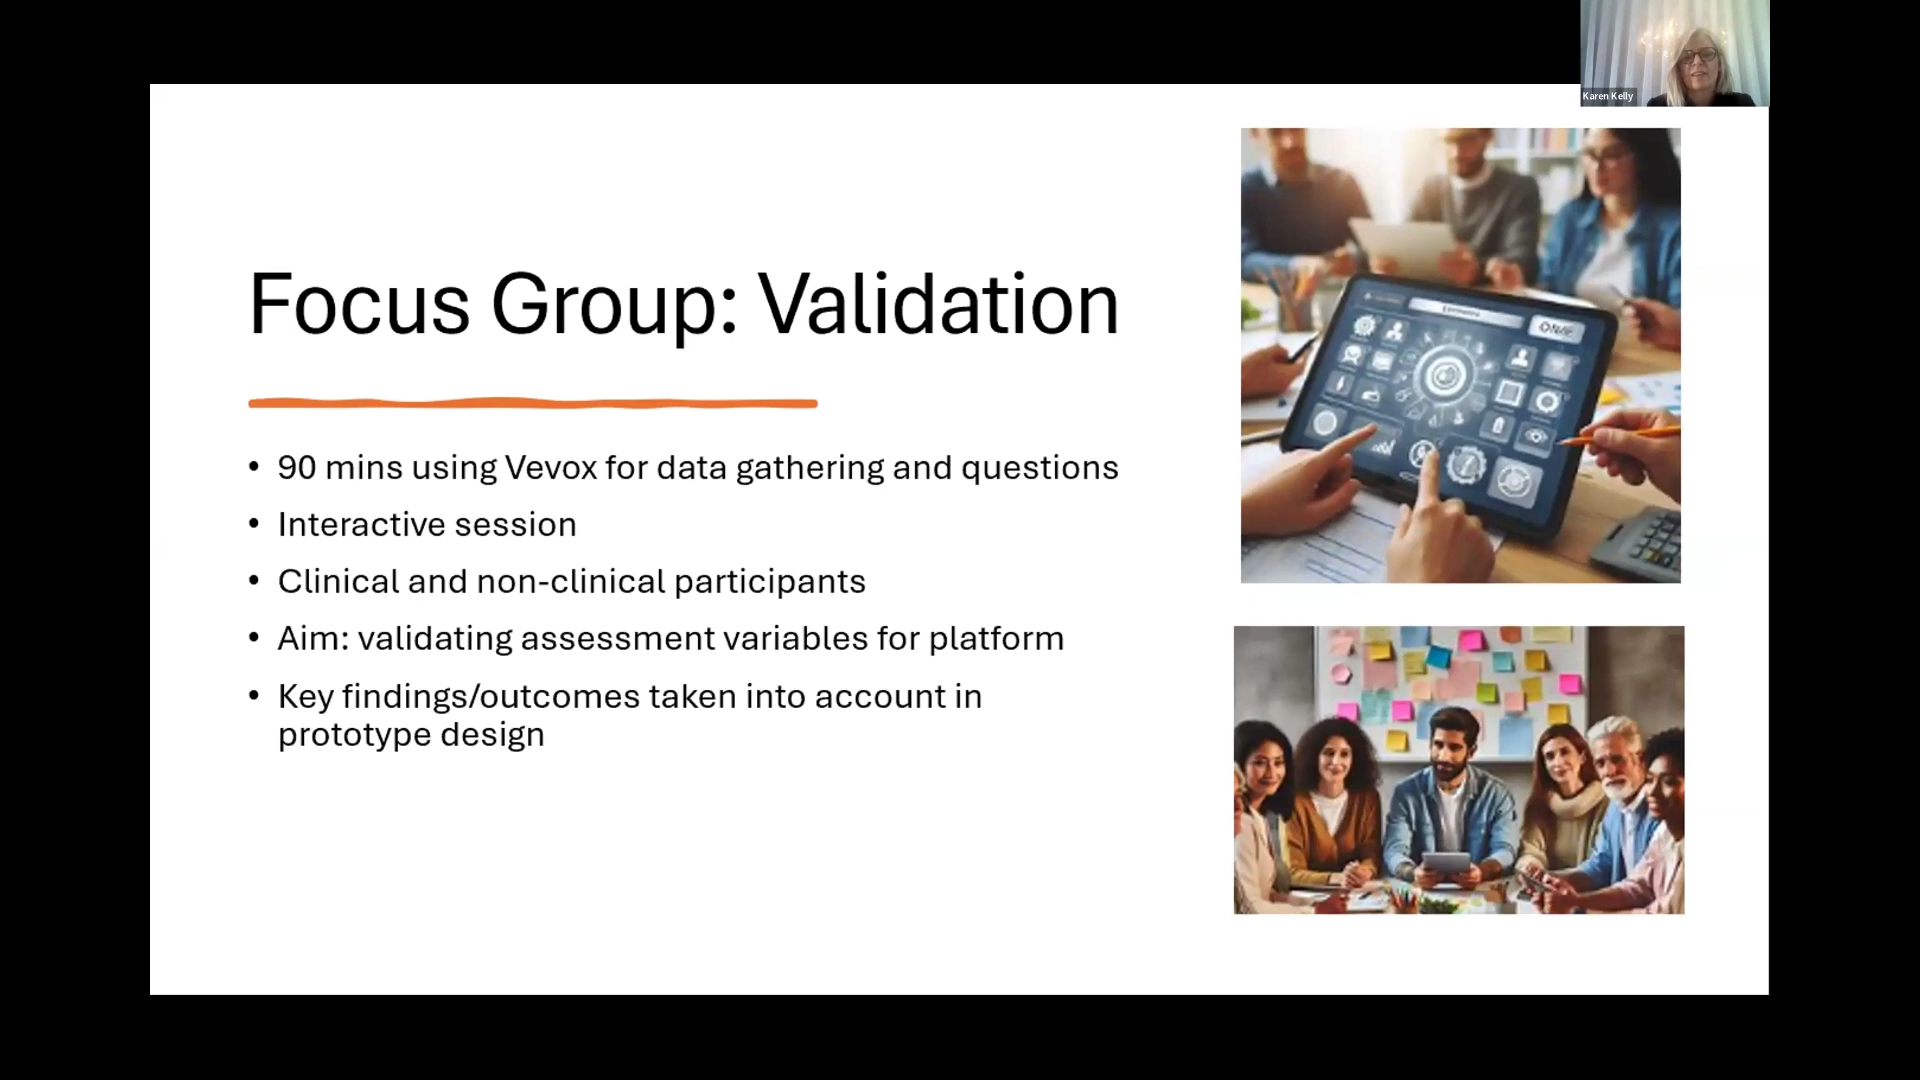 Karen Kelly
Focus Group: Validation
• 90 mins using Vevox for data gathering and questions
• Interactive session
• Clinical and non-clinical participants
• Aim: validating assessment variables for platform
• Key findings/outcomes taken into account in
prototype design